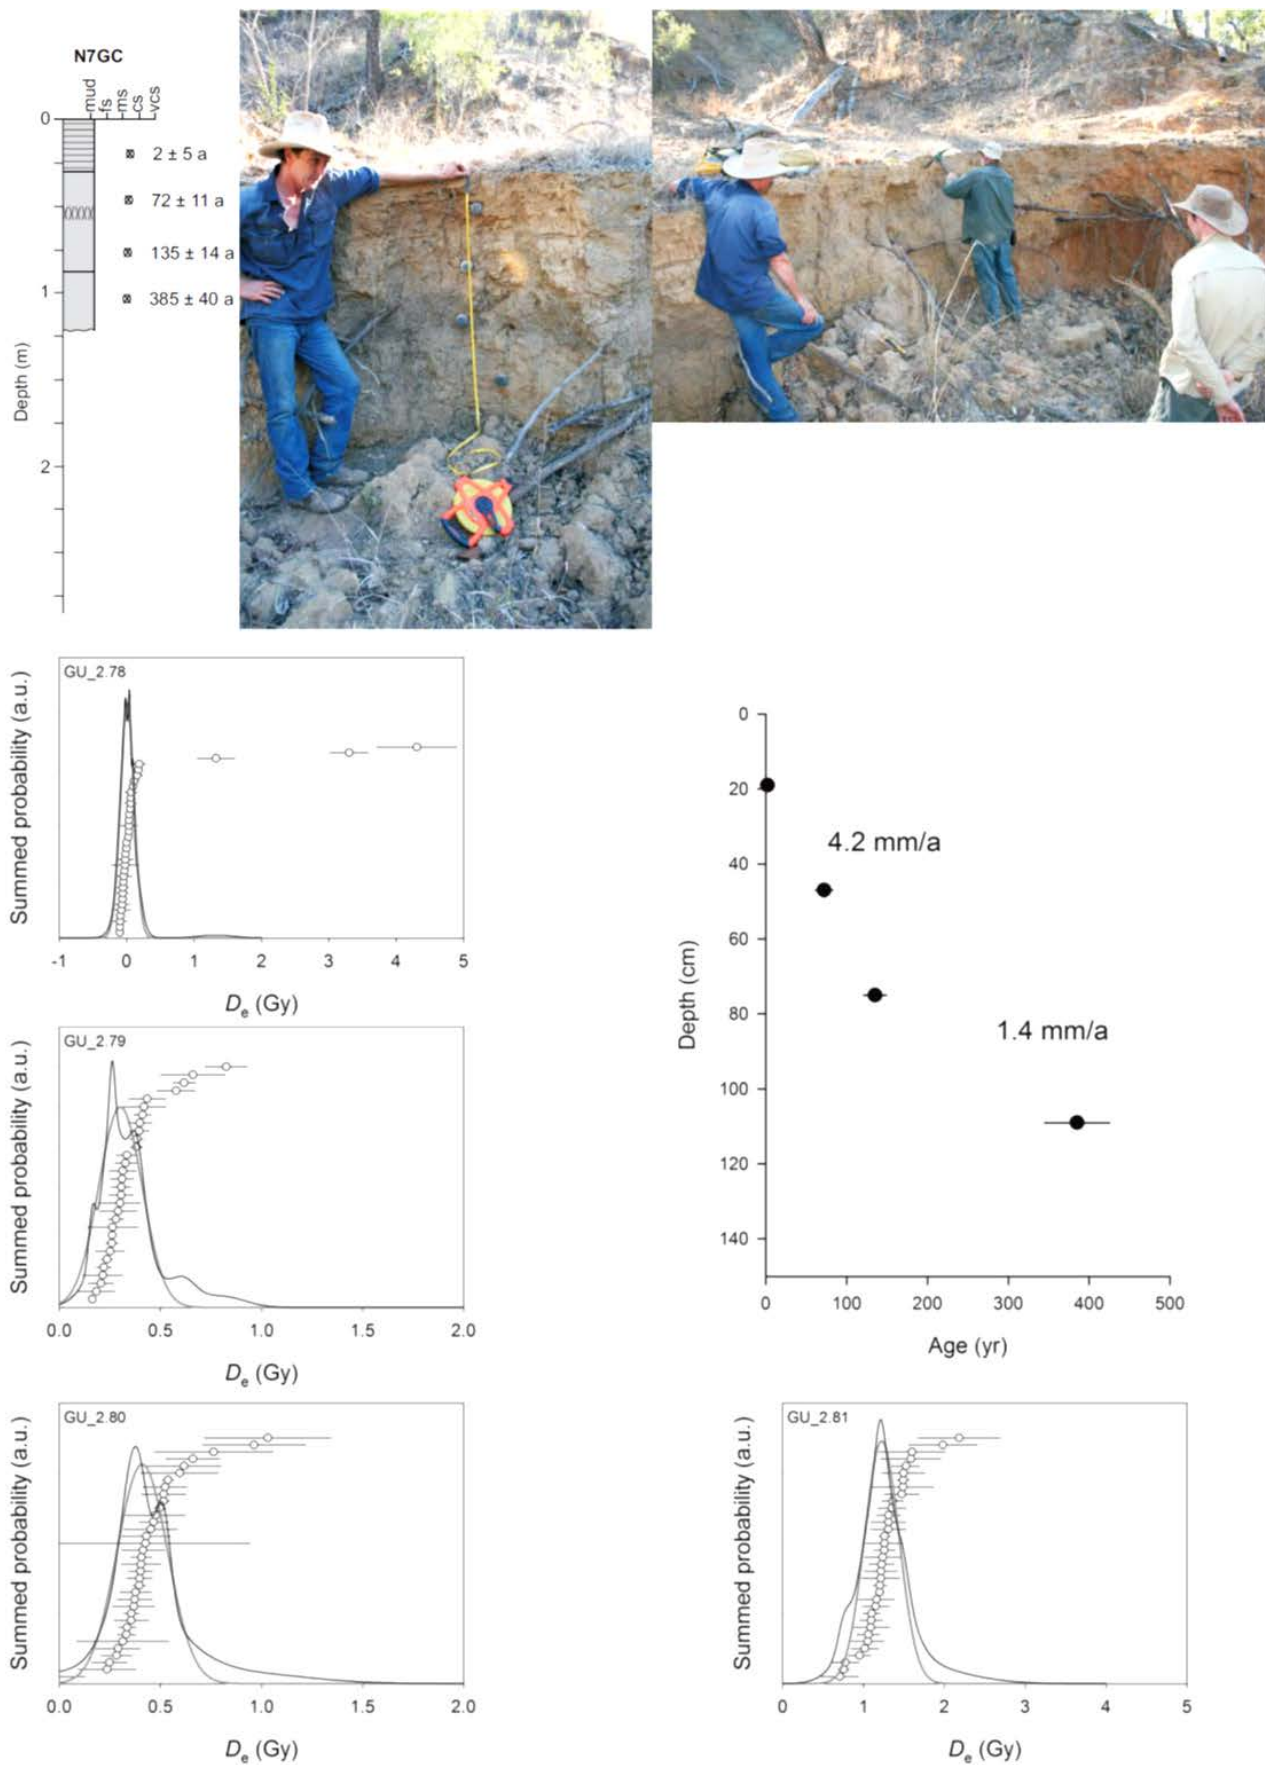 N7GC
mud
fs
ms
cs
vcs
0
2 ± 5 a
72 ± 11 a
135 ± 14 a
1
385 ± 40 a
2
Depth (m)
GU_2.78
Summed probability (a.u.)
-1 0 1 2 3 4 5
De (Gy)
GU_2.79
Summed probability (a.u.)
0.0 0.5 1.0 1.5 2.0
De (Gy)
0
20
40
60
80
100
120
140
Depth (cm)
4.2 mm/a
1.4 mm/a
0 100 200 300 400 500
Age (yr)
GU_2.80
Summed probability (a.u.)
0.0 0.5 1.0 1.5 2.0
De (Gy)
GU_2.81
Summed probability (a.u.)
0 1 2 3 4 5
De (Gy)